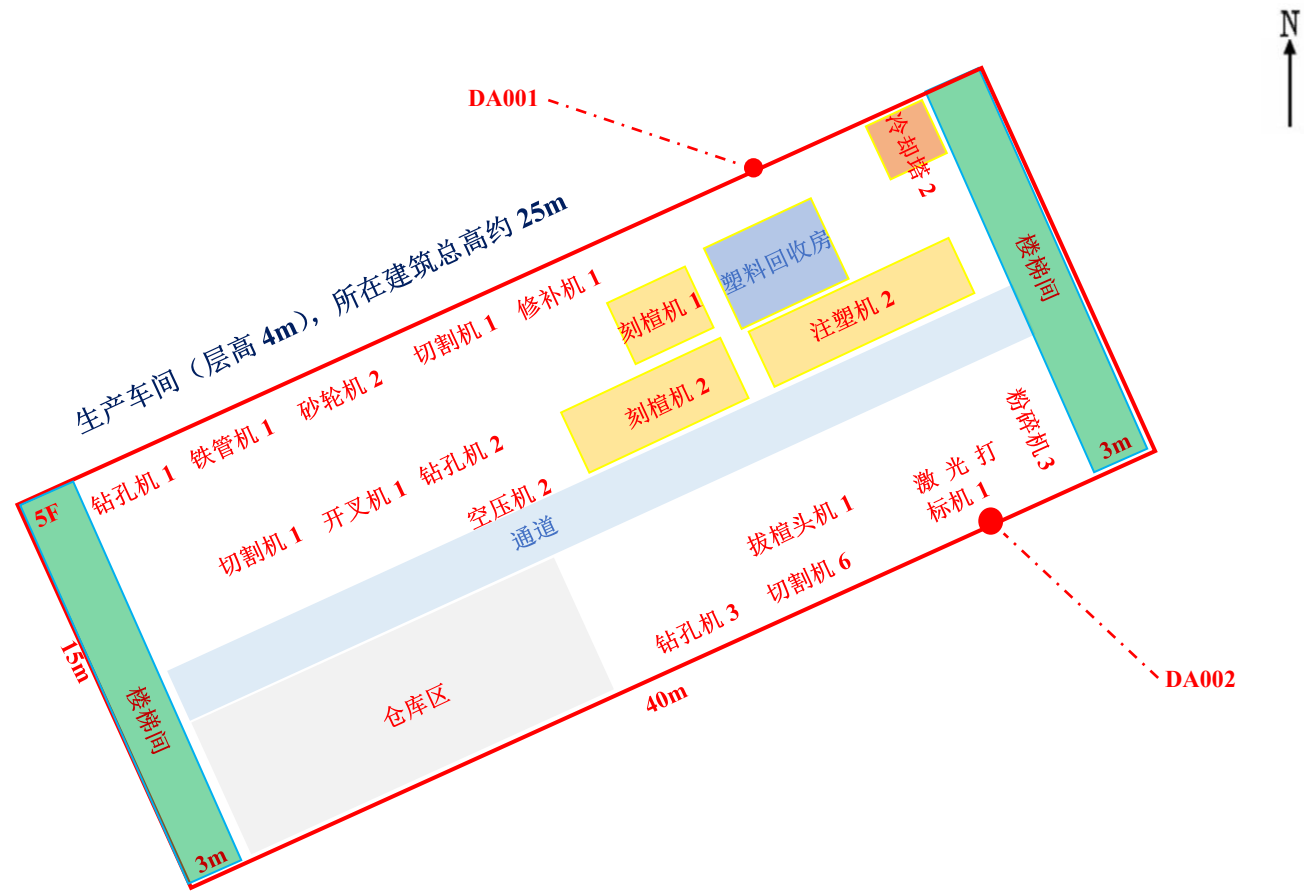 N
DA001
冷却塔 2
生产车间（层高 4m），所在建筑总高约 25m
楼梯间
塑料回收房
修补机 1
刻楦机 1
注塑机 2
切割机 1
砂轮机 2
刻楦机 2
铁管机 1
钻孔机 1
5F
钻孔机 2
开叉机 1
空压机 2
切割机 1
通道
粉碎机 3
3m
激 光 打
标机 1
拔楦头机 1
切割机 6
钻孔机 3
15m
楼梯间
仓库区
40m
DA002
3m